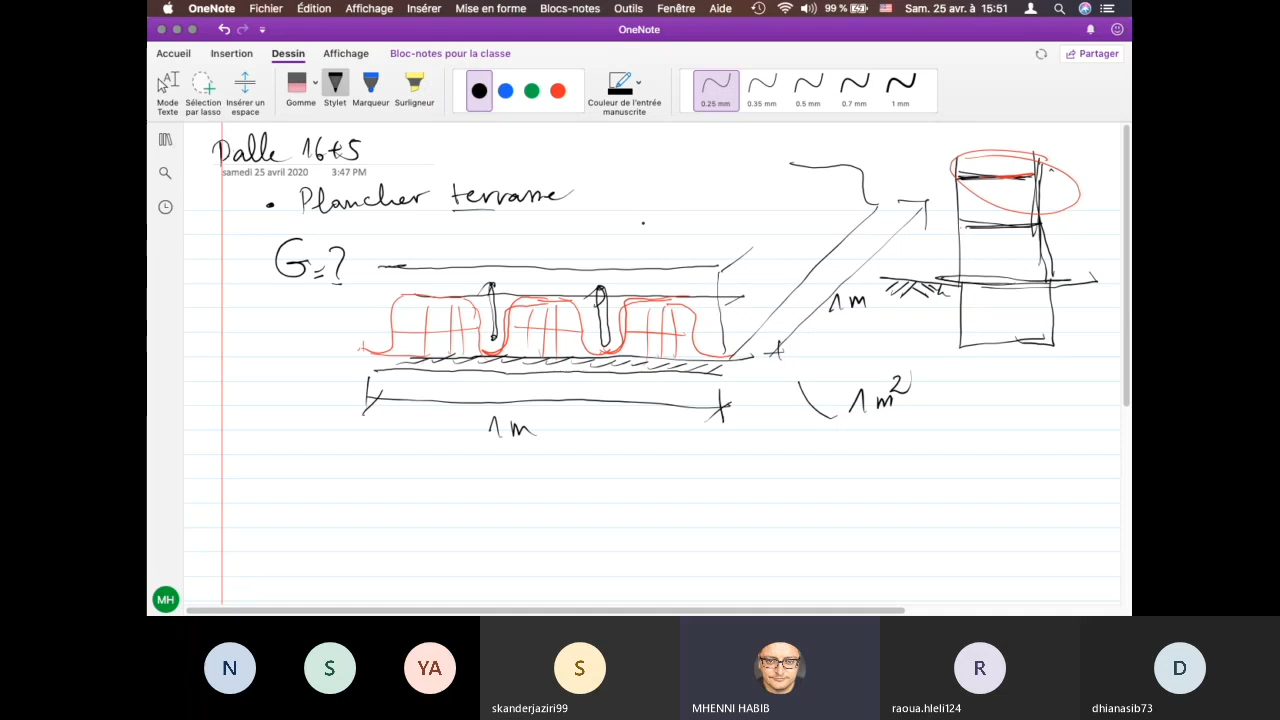 OneNote Fichier Édition Affichage Insérer Mise en forme Blocs-notes Outils Fenêtre Aide 99 % Sam. 25 avr. à 15:51
OneNote
Accueil Insertion Dessin Affichage Bloc-notes pour la classe Partager
Mode Texte
Sélection par lasso
Insérer un espace
Gomme
Stylet
Marqueur
Surligneur
Couleur de l'entrée manuscrite
0.25 mm 0.35 mm 0.5 mm 0.7 mm 1 mm
Dalle 16+5
samedi 25 avril 2020 3:47 PM
• Plancher terrasse
G=?
1 m
1 m²
1 m
MH
N S YA S R D
skanderjaziri99 MHENNI HABIB raoua.hleli124 dhianasib73